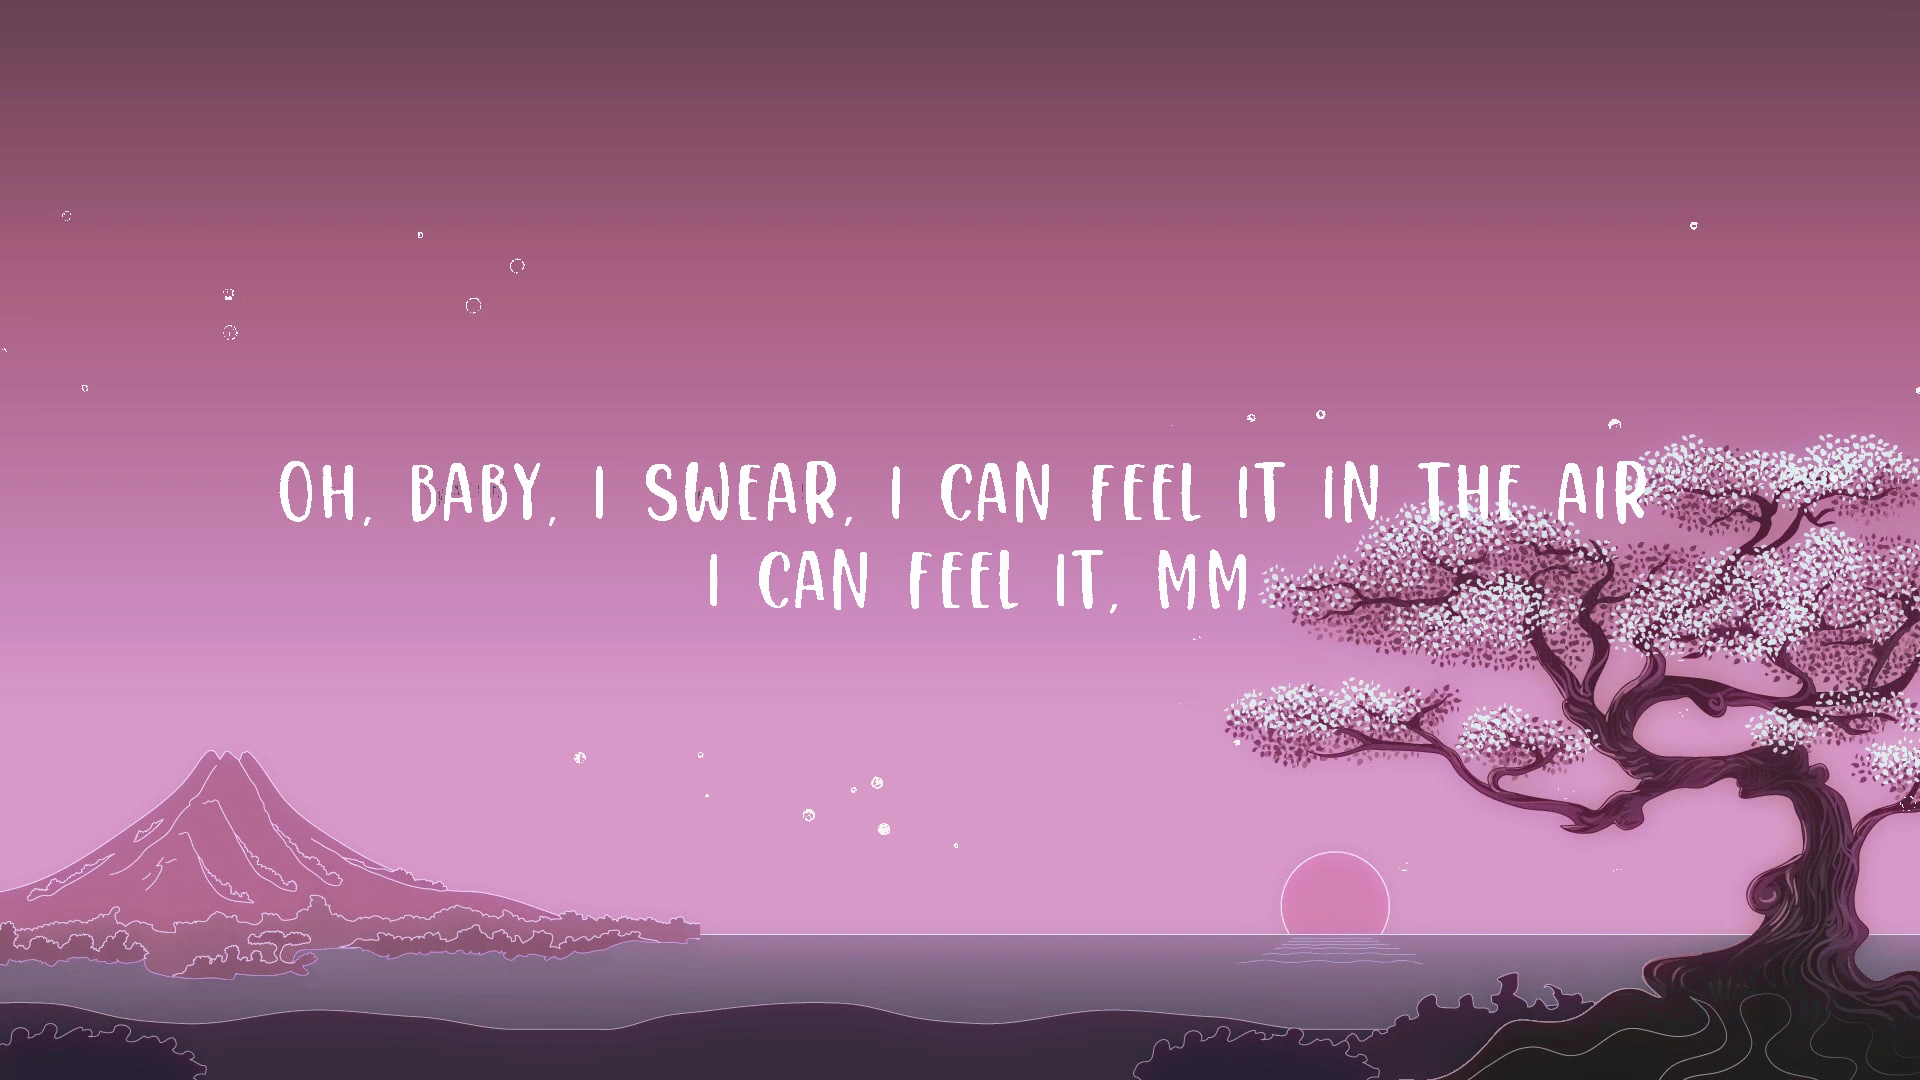 OH, BABY, I SWEAR, I CAN FEEL IT IN THE AIR
I CAN FEEL IT, MM